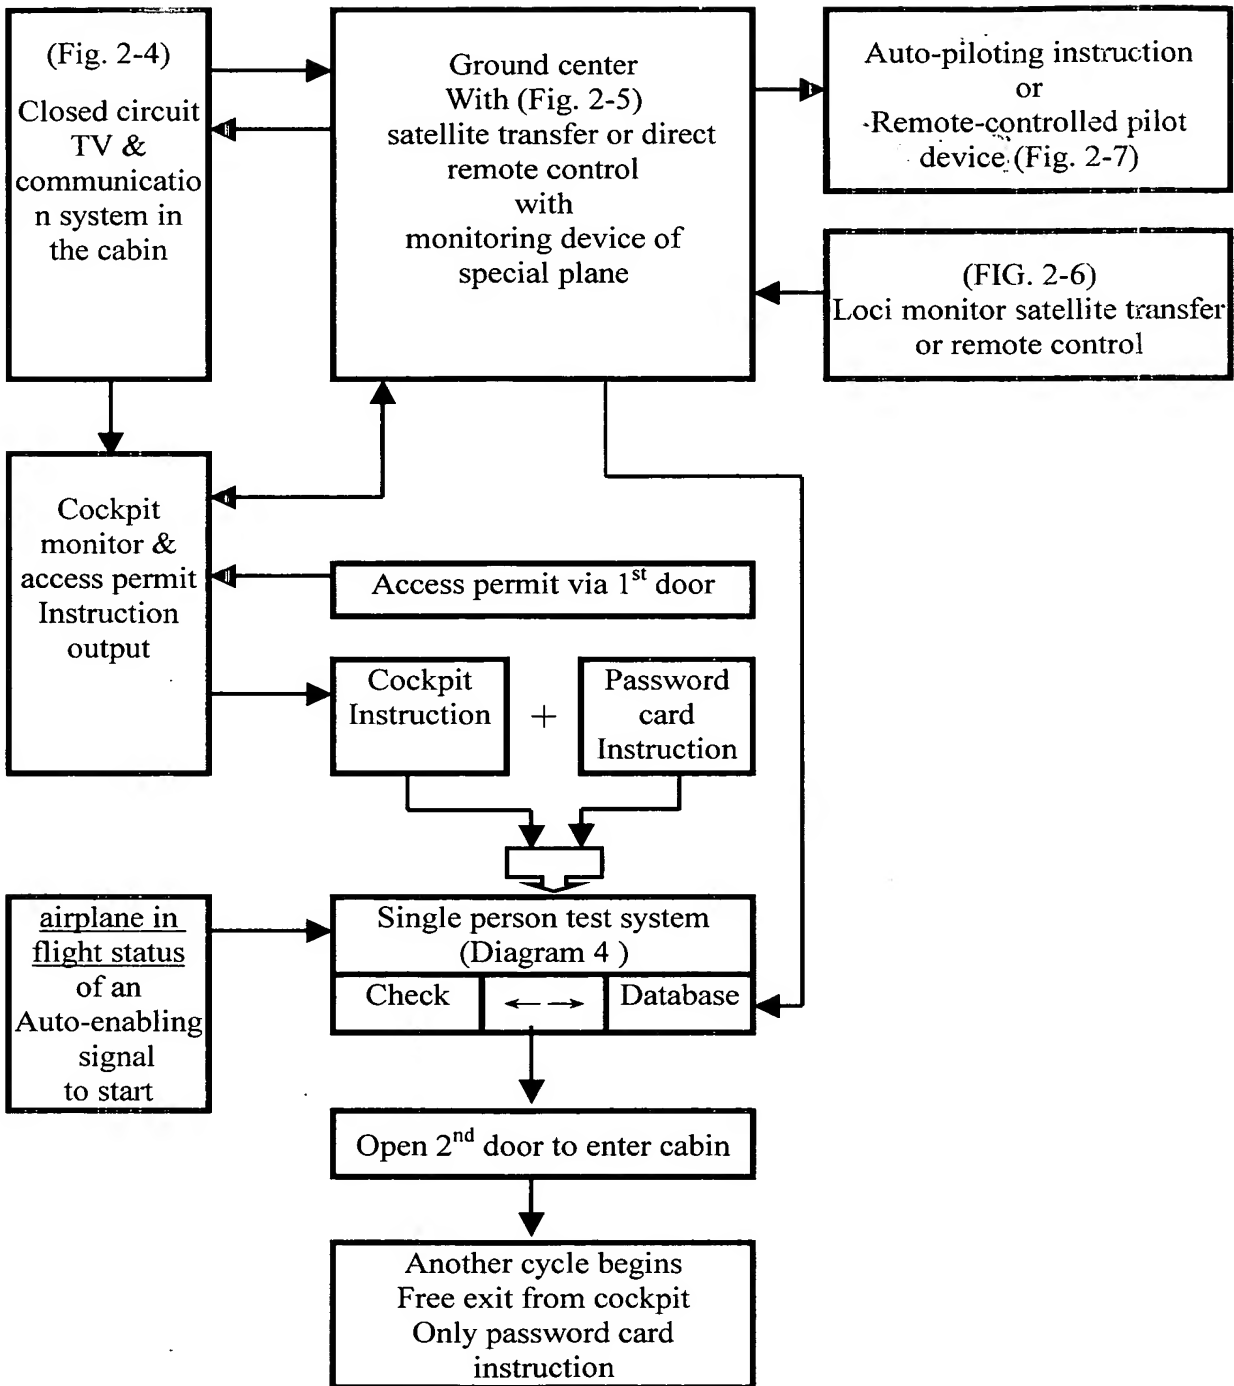 (Fig. 2-4)
Closed circuit
TV &
communicatio
n system in
the cabin
Ground center
With (Fig. 2-5)
satellite transfer or direct
remote control
with
monitoring device of
special plane
Auto-piloting instruction
or
Remote-controlled pilot
device (Fig. 2-7)
(FIG. 2-6)
Loci monitor satellite transfer
or remote control
Cockpit
monitor &
access permit
Instruction
output
Access permit via 1st door
Cockpit
Instruction
+
Password
card
Instruction
airplane in
flight status
of an
Auto-enabling
signal
to start
Single person test system
(Diagram 4 )
Check
Database
Open 2nd door to enter cabin
Another cycle begins
Free exit from cockpit
Only password card
instruction